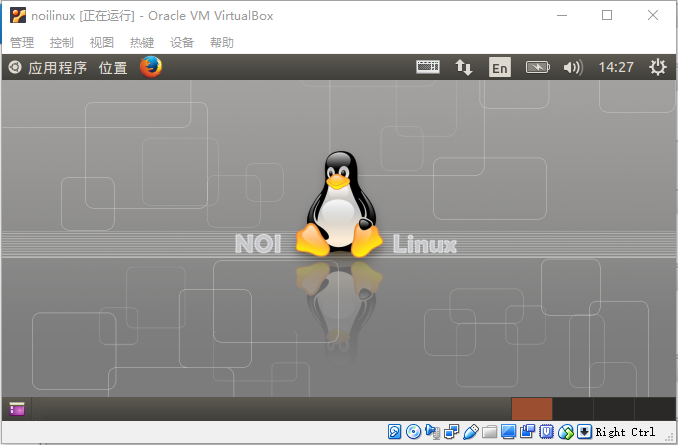 noilinux [正在运行] - Oracle VM VirtualBox
管理 控制 视图 热键 设备 帮助
应用程序 位置 En 14:27
NOI Linux
Right Ctrl